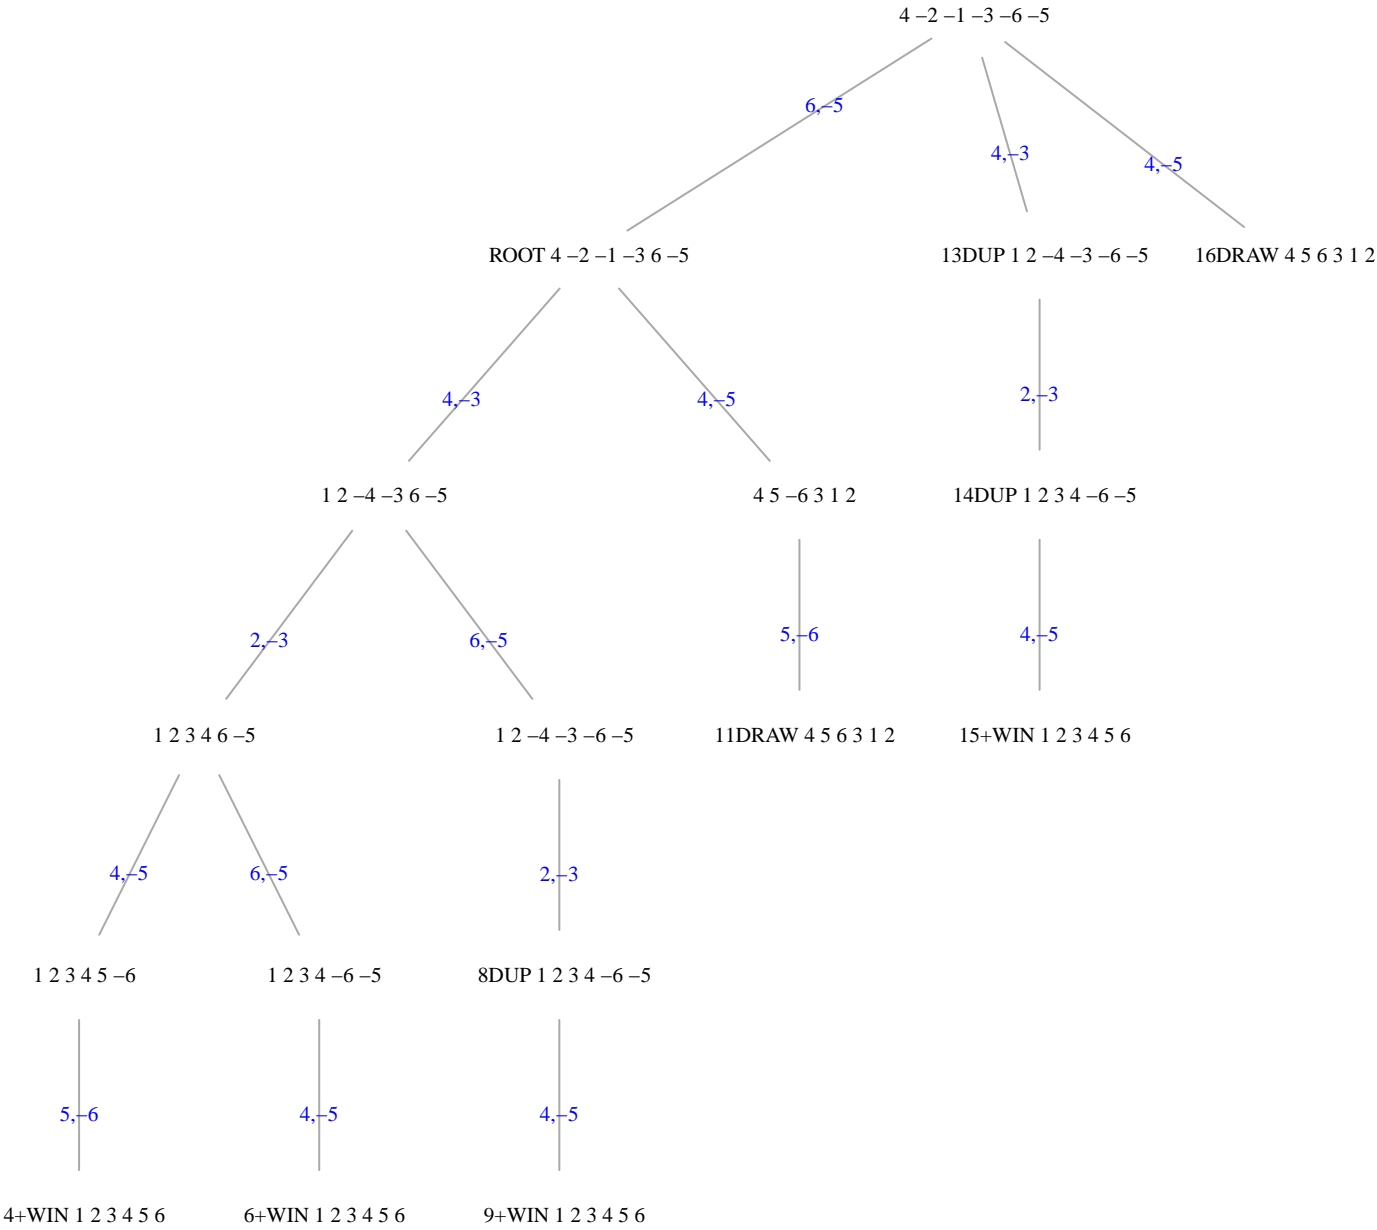 4 –2 –1 –3 –6 –5
6,–5
4,–3
4,–5
ROOT 4 –2 –1 –3 6 –5
13DUP 1 2 –4 –3 –6 –5
16DRAW 4 5 6 3 1 2
4,–3
4,–5
2,–3
1 2 –4 –3 6 –5
4 5 –6 3 1 2
14DUP 1 2 3 4 –6 –5
2,–3
6,–5
5,–6
4,–5
1 2 3 4 6 –5
1 2 –4 –3 –6 –5
11DRAW 4 5 6 3 1 2
15+WIN 1 2 3 4 5 6
4,–5
6,–5
2,–3
1 2 3 4 5 –6
1 2 3 4 –6 –5
8DUP 1 2 3 4 –6 –5
5,–6
4,–5
4,–5
4+WIN 1 2 3 4 5 6
6+WIN 1 2 3 4 5 6
9+WIN 1 2 3 4 5 6